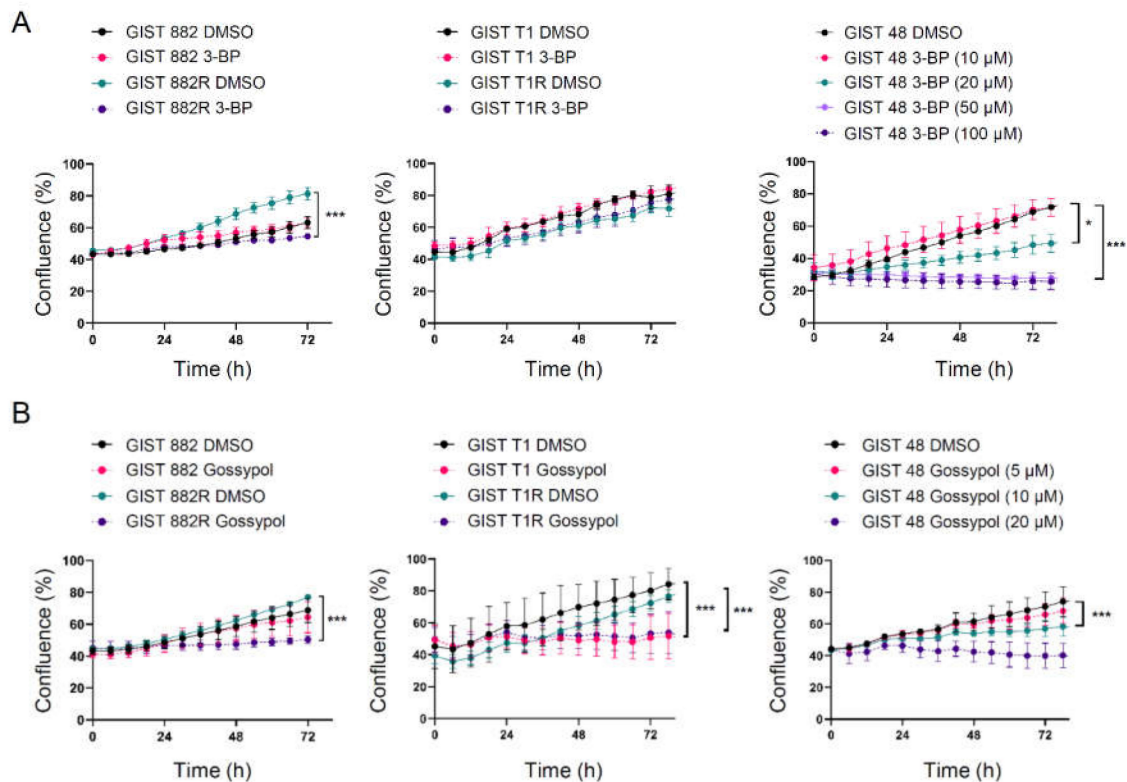 A
GIST 882 DMSO
GIST 882 3-BP
GIST 882R DMSO
GIST 882R 3-BP
GIST T1 DMSO
GIST T1 3-BP
GIST T1R DMSO
GIST T1R 3-BP
GIST 48 DMSO
GIST 48 3-BP (10 µM)
GIST 48 3-BP (20 µM)
GIST 48 3-BP (50 µM)
GIST 48 3-BP (100 µM)
Confluence (%)
100
80
60
40
20
0
0 24 48 72
Time (h)
***
Confluence (%)
100
80
60
40
20
0
0 24 48 72
Time (h)
Confluence (%)
100
80
60
40
20
0
0 24 48 72
Time (h)
*
***
B
GIST 882 DMSO
GIST 882 Gossypol
GIST 882R DMSO
GIST 882R Gossypol
GIST T1 DMSO
GIST T1 Gossypol
GIST T1R DMSO
GIST T1R Gossypol
GIST 48 DMSO
GIST 48 Gossypol (5 µM)
GIST 48 Gossypol (10 µM)
GIST 48 Gossypol (20 µM)
Confluence (%)
100
80
60
40
20
0
0 24 48 72
Time (h)
***
Confluence (%)
100
80
60
40
20
0
0 24 48 72
Time (h)
***
***
Confluence (%)
100
80
60
40
20
0
0 24 48 72
Time (h)
***